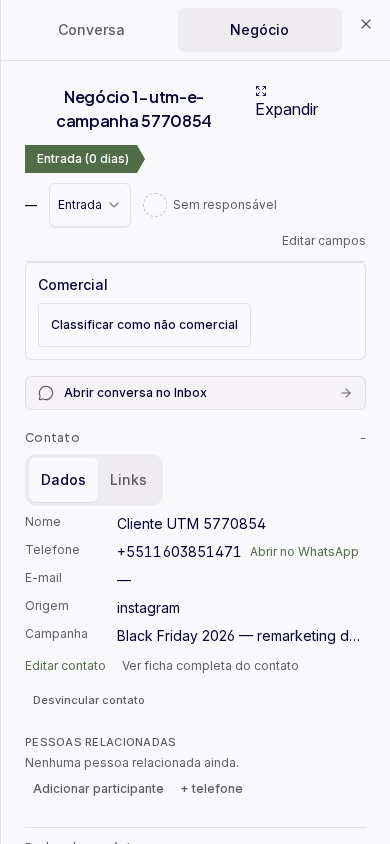 Conversa
Negócio
Negócio 1-utm-e-
campanha 5770854
Expandir
Entrada (0 dias)
—
Entrada
Sem responsável
Editar campos
Comercial
Classificar como não comercial
Abrir conversa no Inbox
Contato
-
Dados
Links
Nome
Cliente UTM 5770854
Telefone
+5511603851471 Abrir no WhatsApp
E-mail
—
Origem
instagram
Campanha
Black Friday 2026 — remarketing d…
Editar contato
Ver ficha completa do contato
Desvincular contato
PESSOAS RELACIONADAS
Nenhuma pessoa relacionada ainda.
Adicionar participante
+ telefone